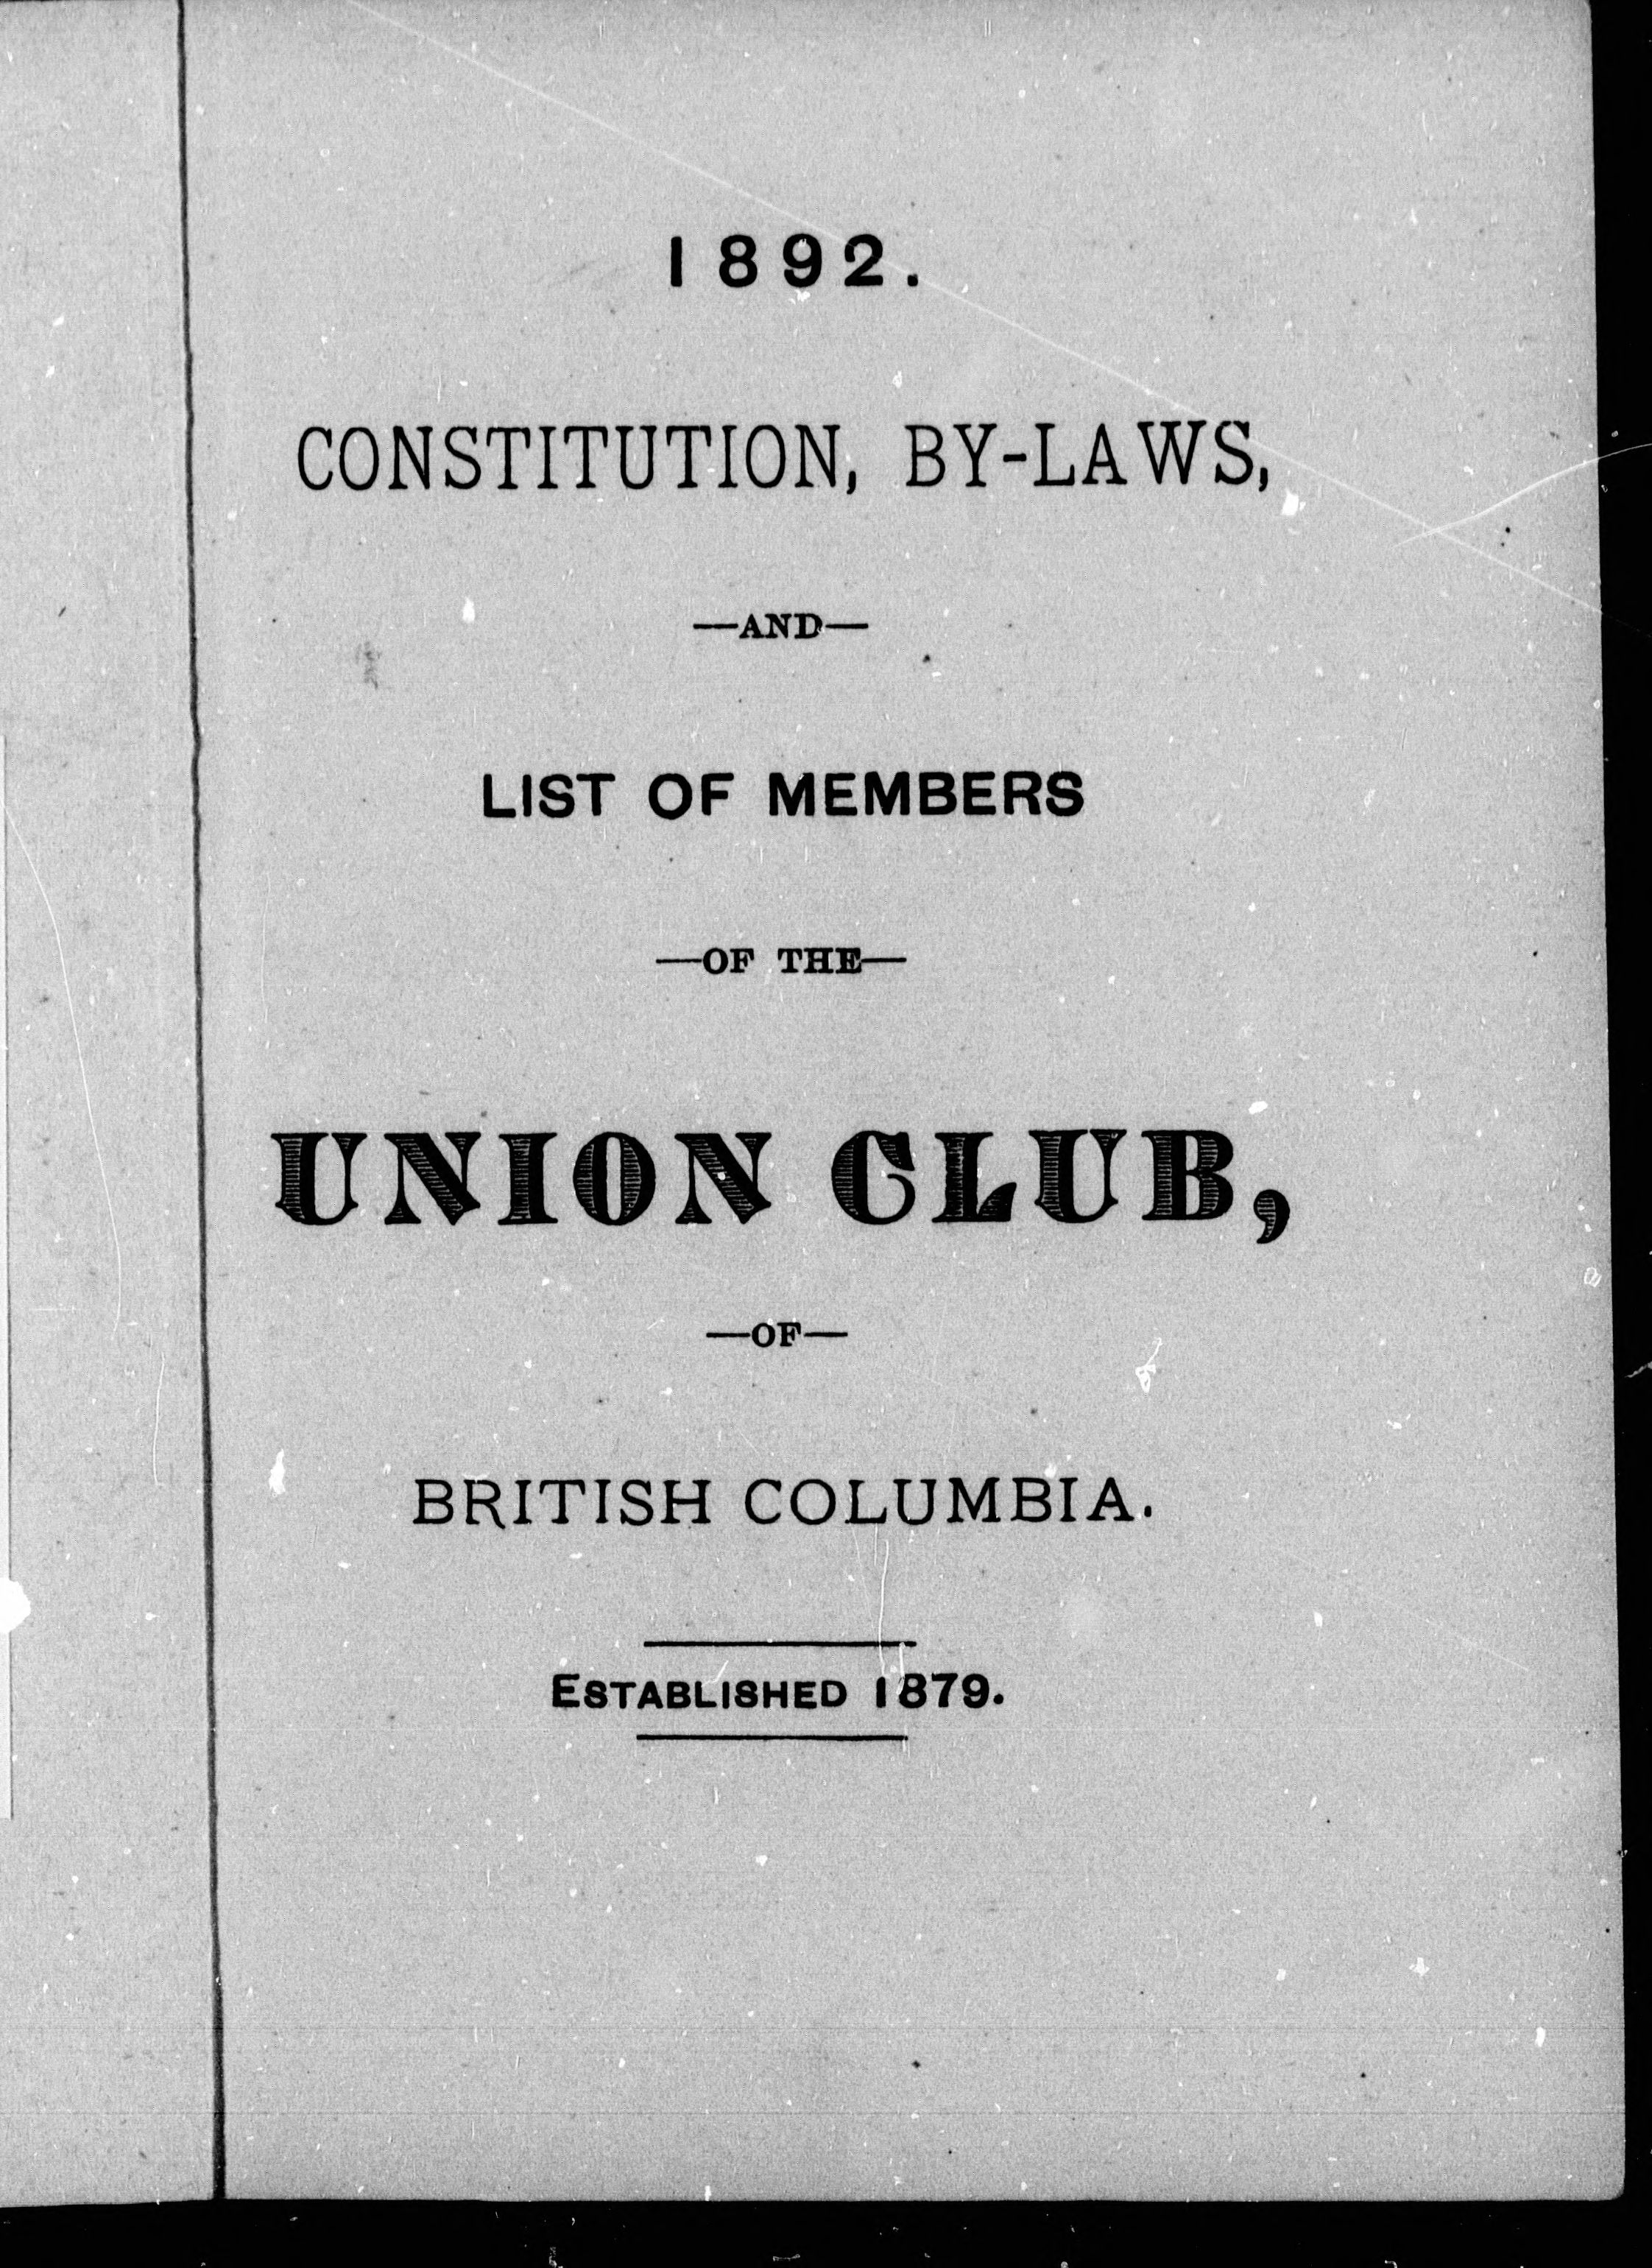 1892.
CONSTITUTION, BY-LAWS,
—AND—
LIST OF MEMBERS
—OF THE—
UNION CLUB,
—OF—
BRITISH COLUMBIA.
ESTABLISHED 1879.